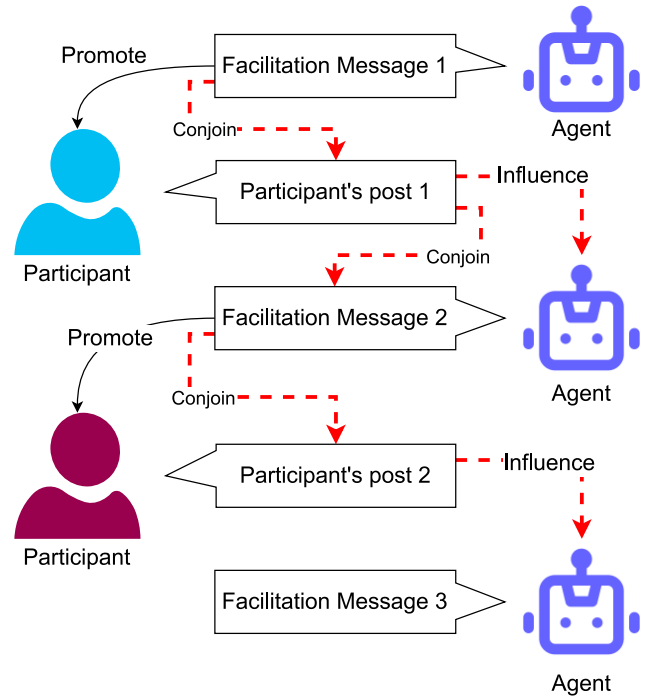 Promote
Facilitation Message 1
Agent
Conjoin
Participant's post 1
Influence
Participant
Conjoin
Facilitation Message 2
Promote
Agent
Conjoin
Participant's post 2
Influence
Participant
Facilitation Message 3
Agent